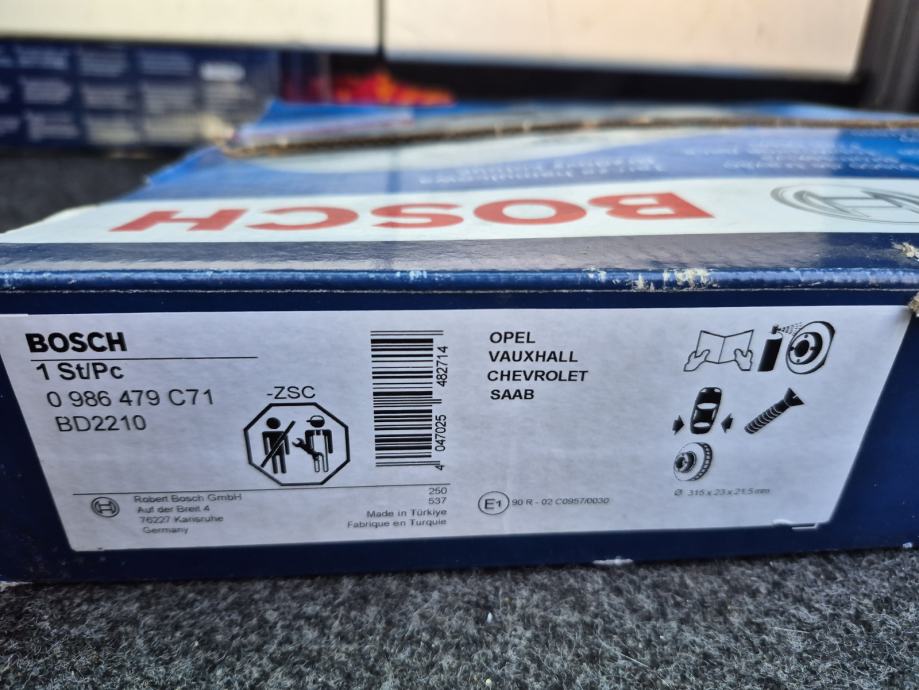 BOSCH
BOSCH
1 St/Pc
0 986 479 C71
BD2210
-ZSC
4 047025 482714
OPEL
VAUXHALL
CHEVROLET
SAAB
Robert Bosch GmbH
Auf der Breit 4
76227 Karlsruhe
Germany
250
537
Made in Türkiye
Fabrique en Turquie
E1 90 R - 02 C0957/0030
Ø 315 x 23 x 21,5 mm